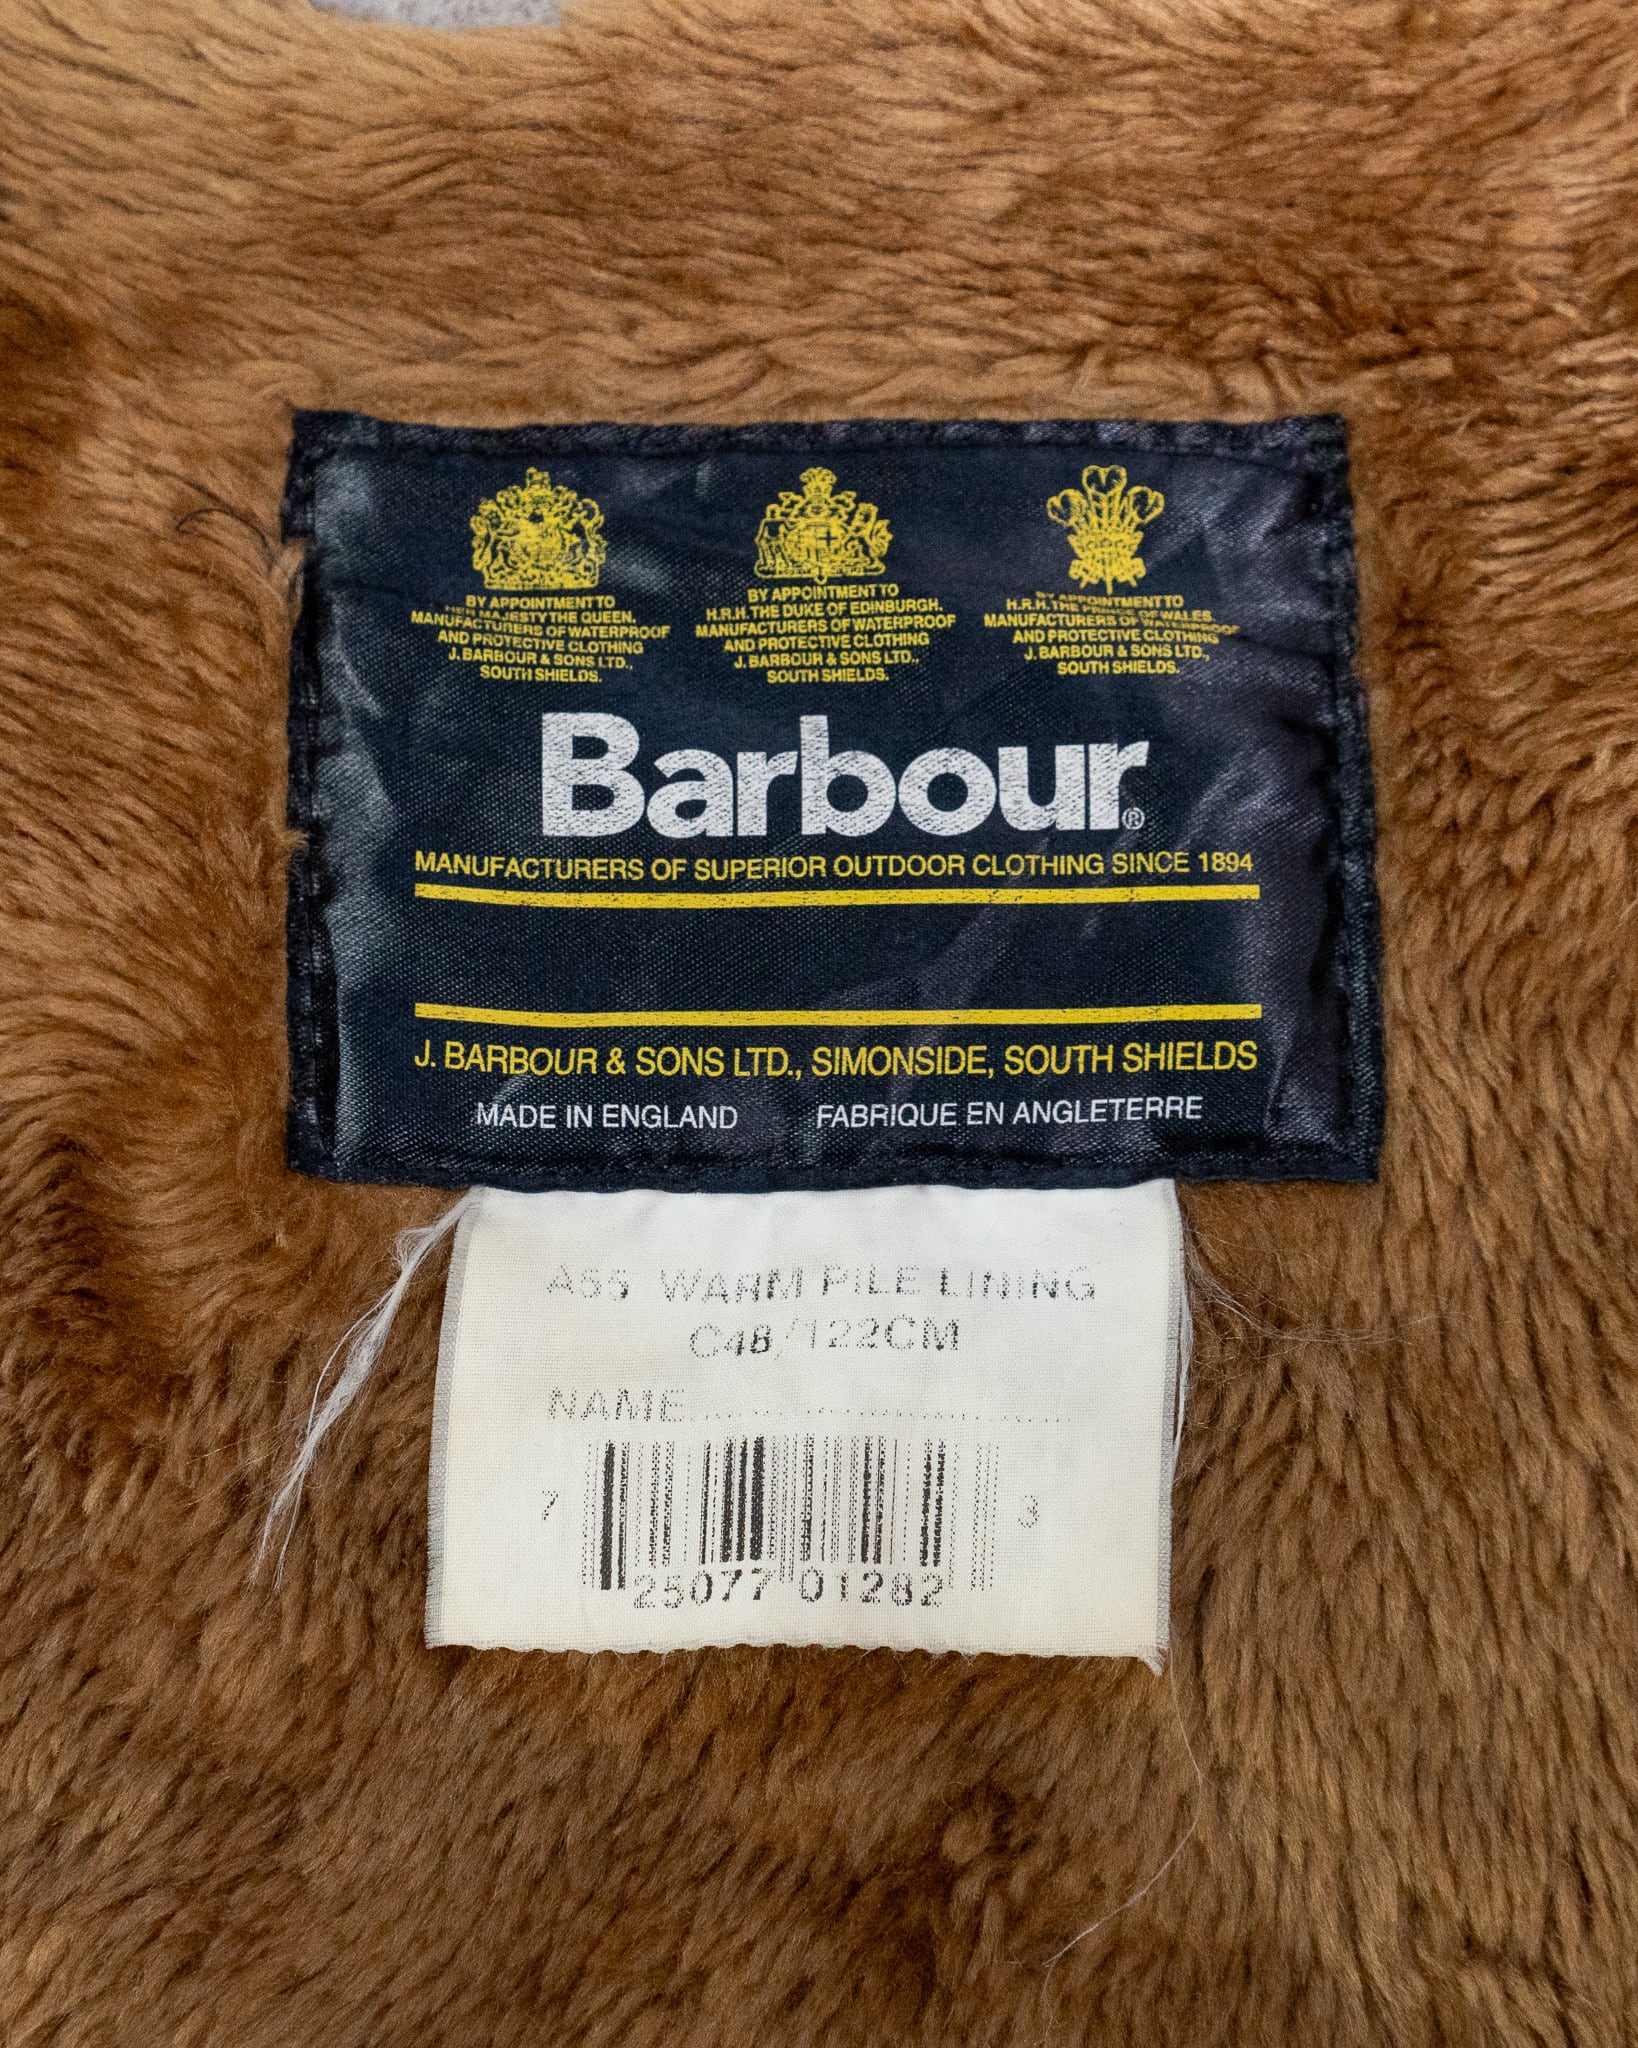 BY APPOINTMENT TO
HER MAJESTY THE QUEEN.
MANUFACTURERS OF WATERPROOF
AND PROTECTIVE CLOTHING
J. BARBOUR & SONS LTD.,
SOUTH SHIELDS.
BY APPOINTMENT TO
H.R.H. THE DUKE OF EDINBURGH.
MANUFACTURERS OF WATERPROOF
AND PROTECTIVE CLOTHING
J. BARBOUR & SONS LTD.,
SOUTH SHIELDS.
BY APPOINTMENT TO
H.R.H. THE PRINCE OF WALES.
MANUFACTURERS OF WATERPROOF
AND PROTECTIVE CLOTHING
J. BARBOUR & SONS LTD.,
SOUTH SHIELDS.
Barbour®
MANUFACTURERS OF SUPERIOR OUTDOOR CLOTHING SINCE 1894
J. BARBOUR & SONS LTD., SIMONSIDE, SOUTH SHIELDS
MADE IN ENGLAND FABRIQUE EN ANGLETERRE
A55 WARM PILE LINING
C48/122CM
NAME....................
7 25077 01282 3